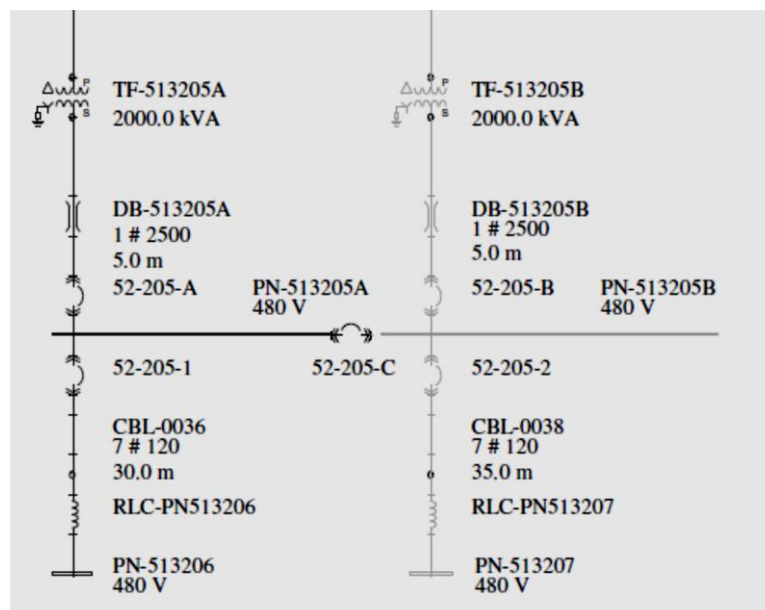 P
TF-513205A
S
2000.0 kVA
P
TF-513205B
S
2000.0 kVA
DB-513205A
1 # 2500
5.0 m
DB-513205B
1 # 2500
5.0 m
52-205-A
PN-513205A
480 V
52-205-B
PN-513205B
480 V
52-205-1
52-205-C
52-205-2
CBL-0036
7 # 120
30.0 m
CBL-0038
7 # 120
35.0 m
RLC-PN513206
RLC-PN513207
PN-513206
480 V
PN-513207
480 V